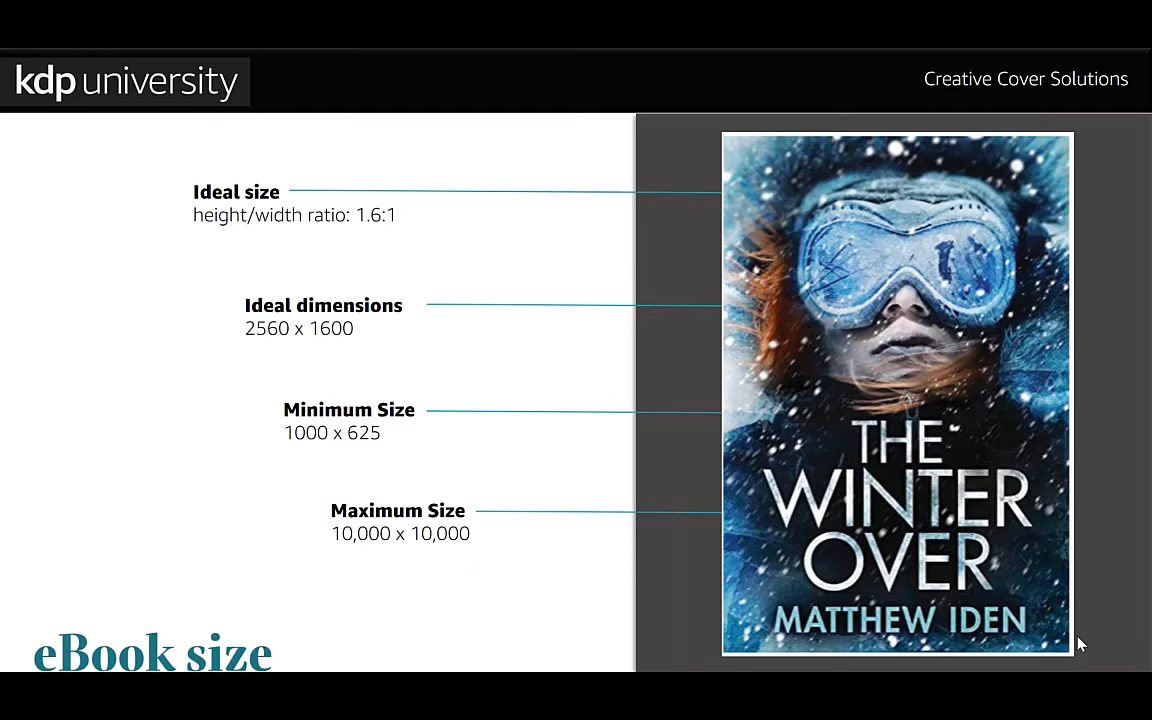 kdp university
Creative Cover Solutions
Ideal size
height/width ratio: 1.6:1
Ideal dimensions
2560 x 1600
Minimum Size
1000 x 625
Maximum Size
10,000 x 10,000
eBook size
THE
WINTER
OVER
MATTHEW IDEN